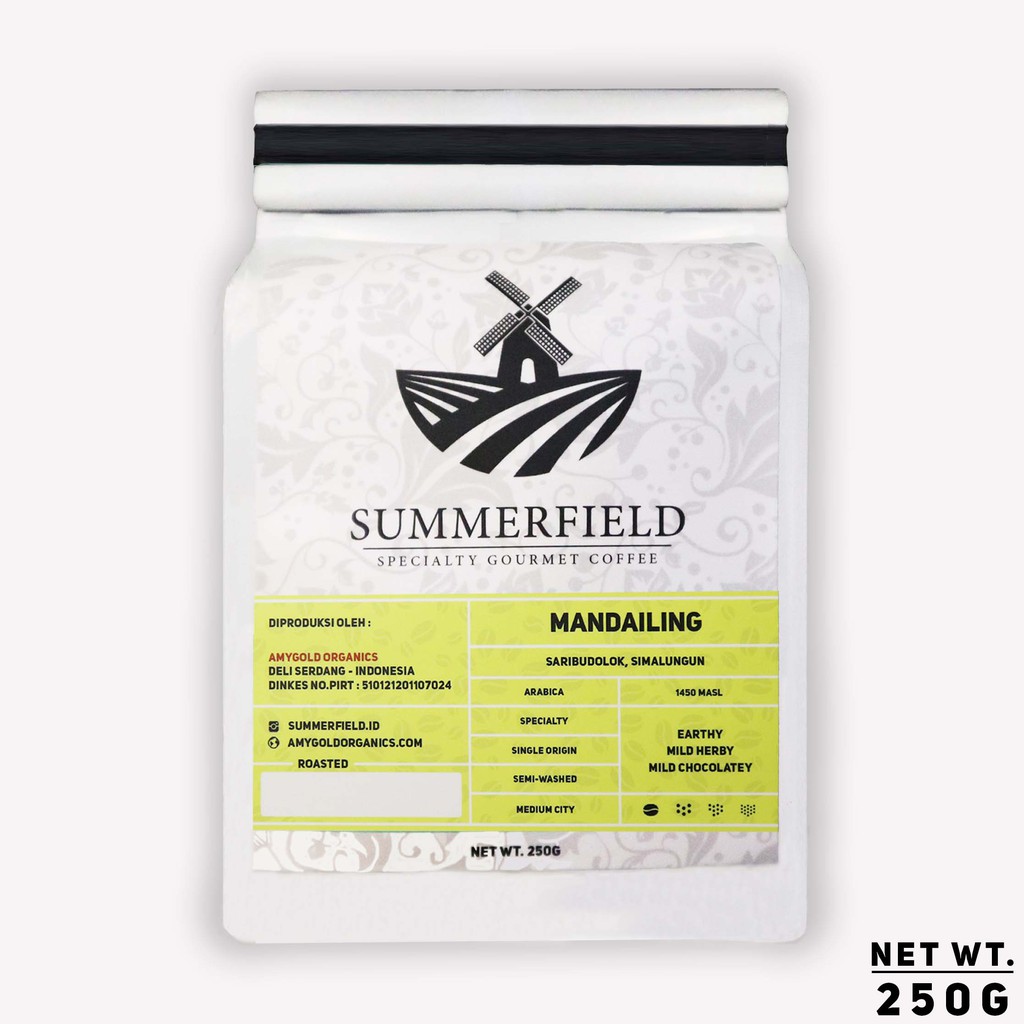 SUMMERFIELD
SPECIALTY GOURMET COFFEE
DIPRODUKSI OLEH :
AMYGOLD ORGANICS
DELI SERDANG - INDONESIA
DINKES NO.PIRT : 510121201107024
SUMMERFIELD.ID
AMYGOLDORGANICS.COM
ROASTED
MANDAILING
SARIBUDOLOK, SIMALUNGUN
ARABICA
1450 MASL
SPECIALTY
SINGLE ORIGIN
SEMI-WASHED
MEDIUM CITY
EARTHY
MILD HERBY
MILD CHOCOLATEY
NET WT. 250G
NET WT.
250G